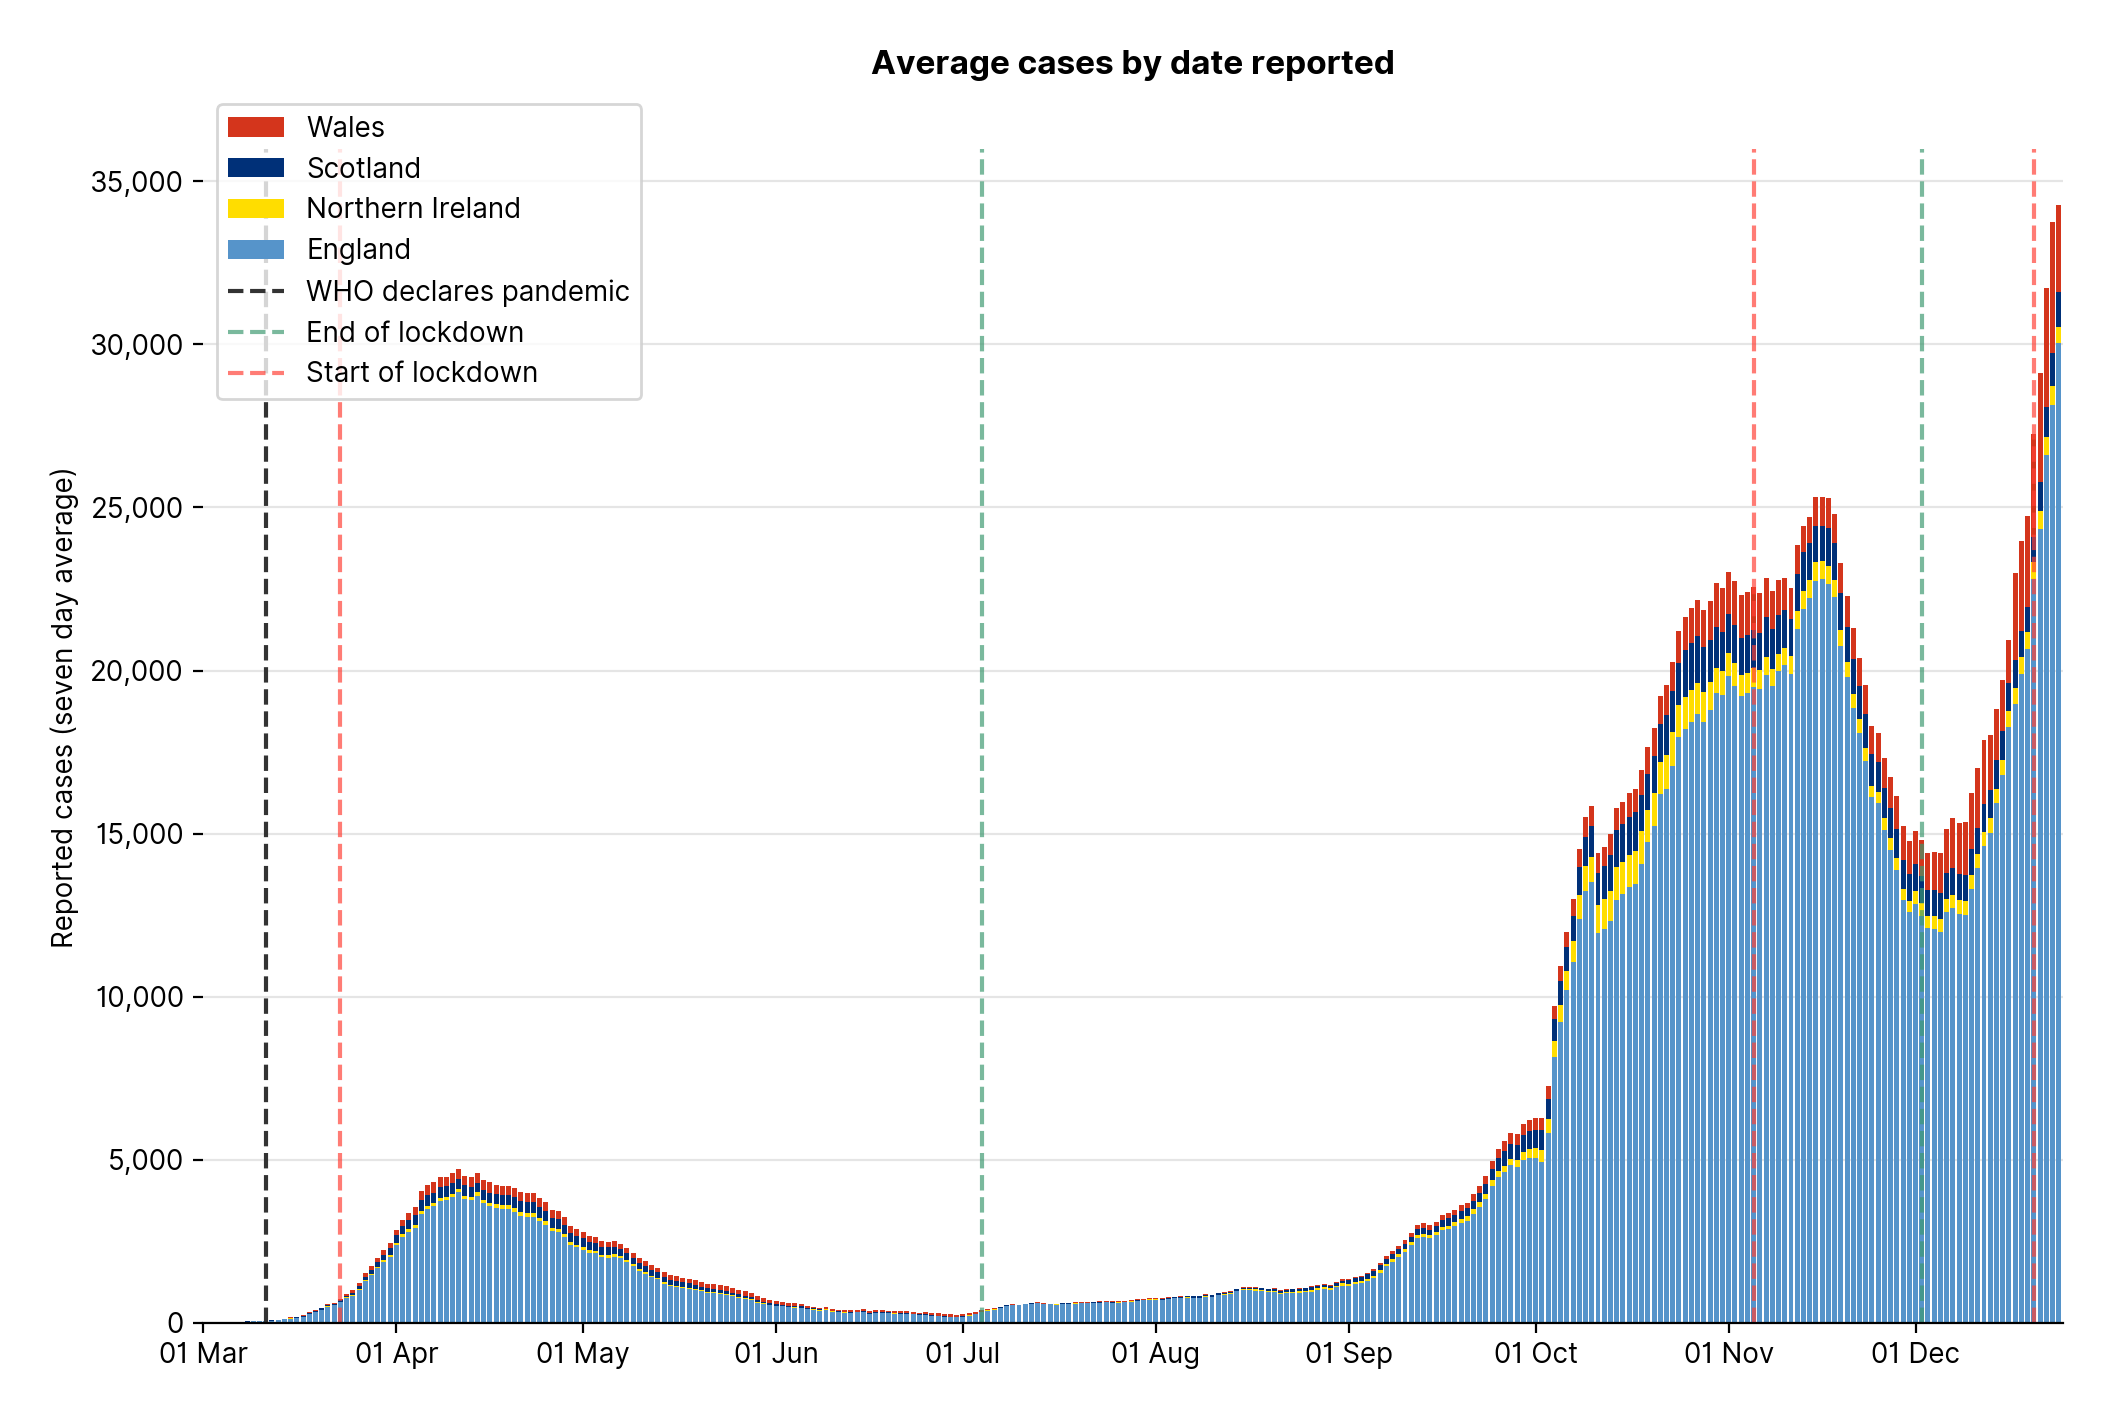 Average cases by date reported
Wales
Scotland
Northern Ireland
England
WHO declares pandemic
End of lockdown
Start of lockdown
Reported cases (seven day average)
35,000
30,000
25,000
20,000
15,000
10,000
5,000
0
01 Mar
01 Apr
01 May
01 Jun
01 Jul
01 Aug
01 Sep
01 Oct
01 Nov
01 Dec